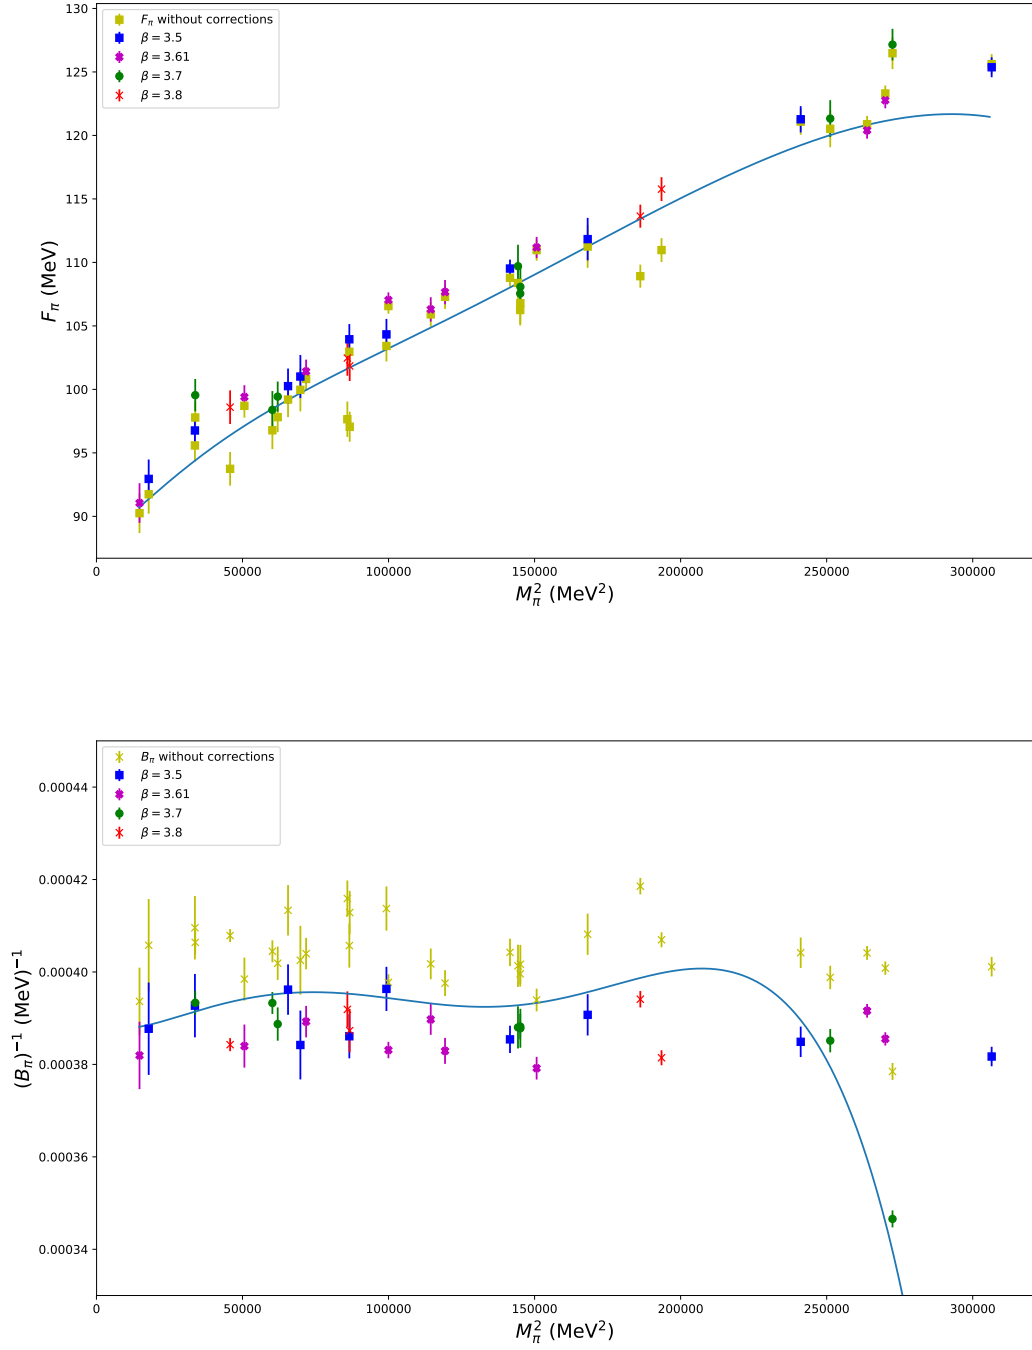 130
125
120
115
110
105
100
95
90
F_π (MeV)
F_π without corrections
β = 3.5
β = 3.61
β = 3.7
β = 3.8
0 50000 100000 150000 200000 250000 300000
M_π^2 (MeV^2)
0.00044
0.00042
0.00040
0.00038
0.00036
0.00034
(B_π)^−1 (MeV)^−1
B_π without corrections
β = 3.5
β = 3.61
β = 3.7
β = 3.8
0 50000 100000 150000 200000 250000 300000
M_π^2 (MeV^2)